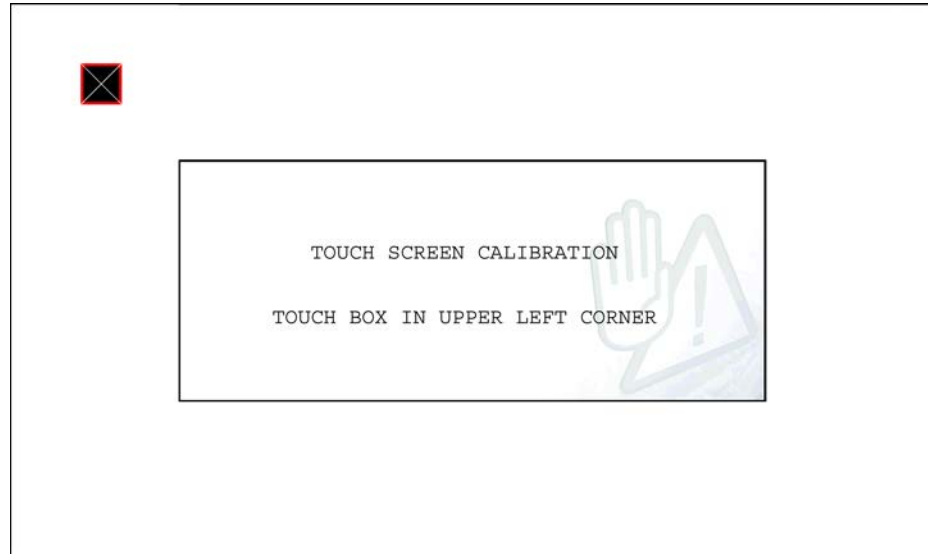 TOUCH SCREEN CALIBRATION
TOUCH BOX IN UPPER LEFT CORNER